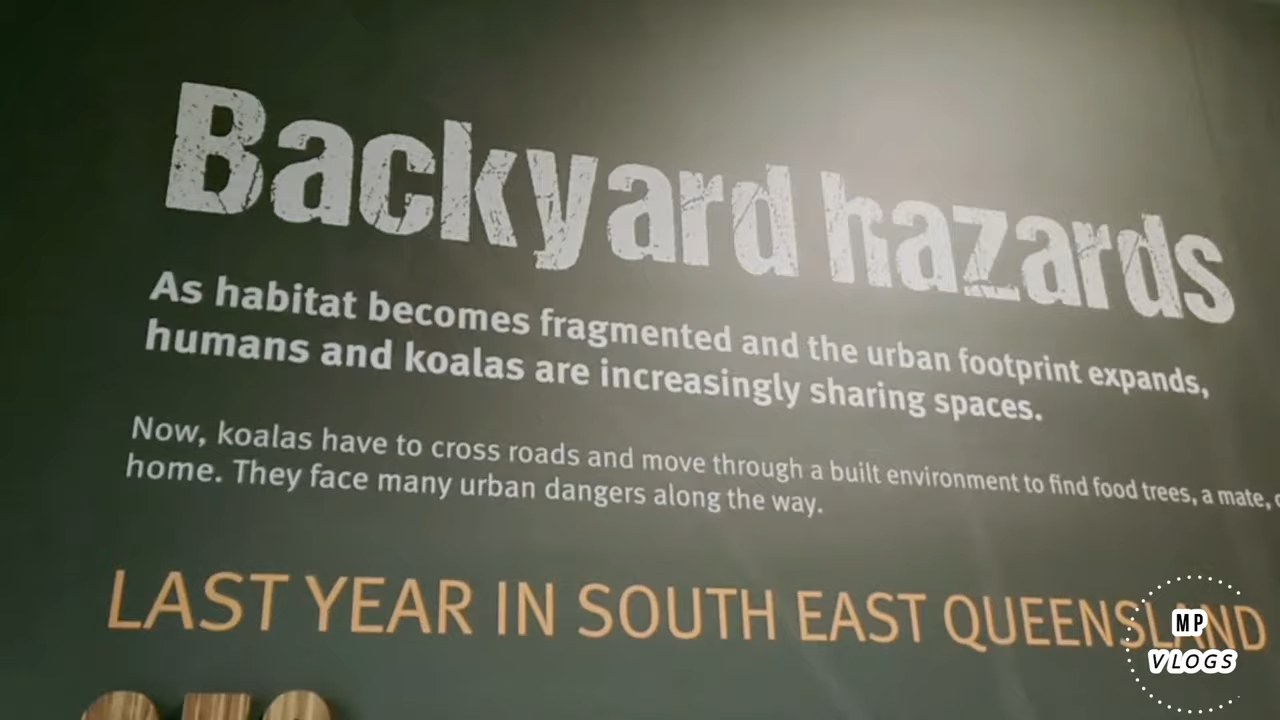 Backyard hazards
As habitat becomes fragmented and the urban footprint expands,
humans and koalas are increasingly sharing spaces.
Now, koalas have to cross roads and move through a built environment to find food trees, a mate,
home. They face many urban dangers along the way.
LAST YEAR IN SOUTH EAST QUEENSLAND
MP
VLOGS